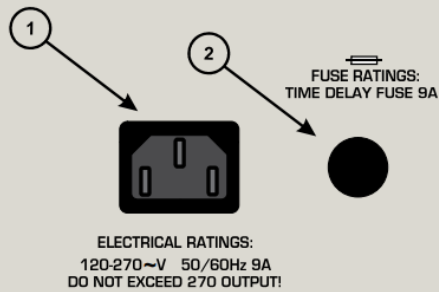 1
2
FUSE RATINGS:
TIME DELAY FUSE 9A
ELECTRICAL RATINGS:
120-270~V 50/60Hz 9A
DO NOT EXCEED 270 OUTPUT!